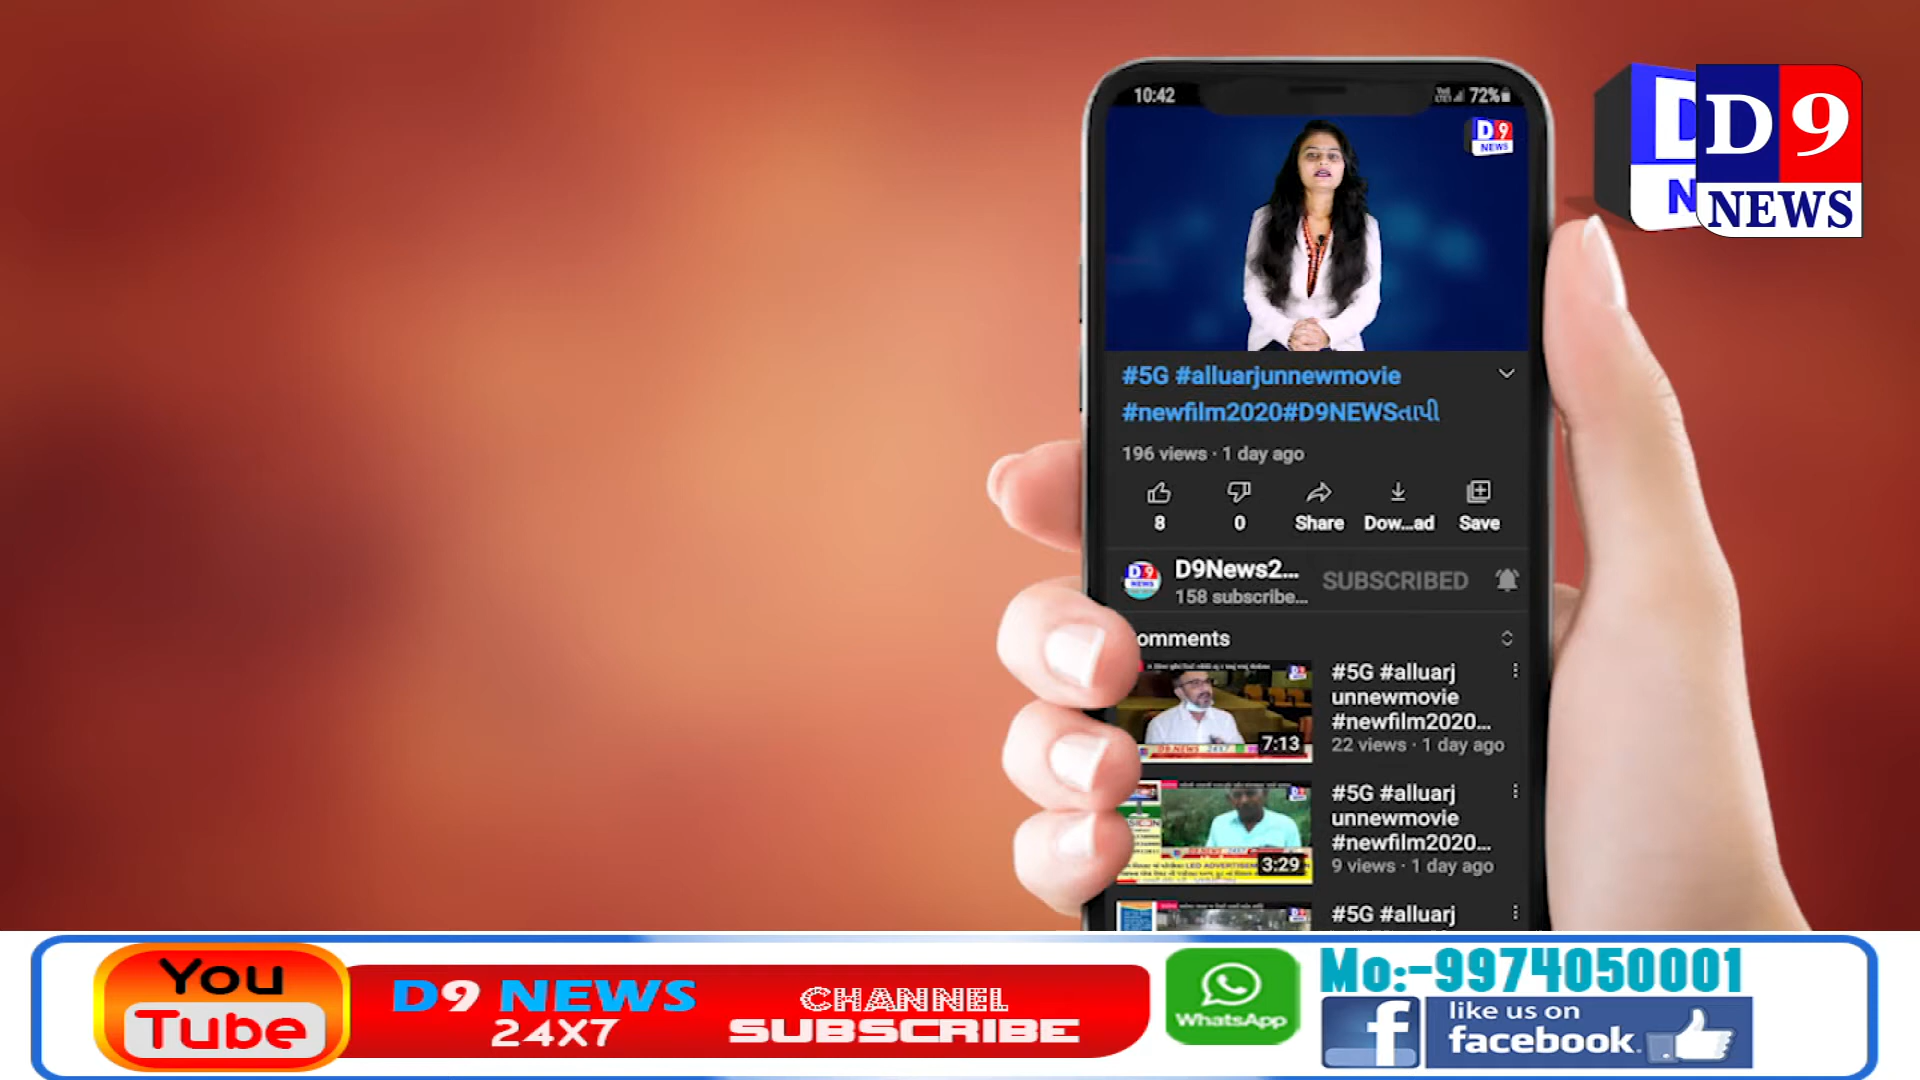 10:42
72%
D9
NEWS
D
N
D9
NEWS
#5G #alluarjunnewmovie
#newfilm2020#D9NEWSતાપી
196 views · 1 day ago
8 0 Share Dow...ad Save
D9News2...
SUBSCRIBED
158 subscribe...
omments
#5G #alluarj
unnewmovie
#newfilm2020...
22 views · 1 day ago
7:13
D9 NEWS 24X7
#5G #alluarj
unnewmovie
#newfilm2020...
9 views · 1 day ago
3:29
#5G #alluarj
You
Tube
D9 NEWS
24X7
CHANNEL
SUBSCRIBE
WhatsApp
Mo:-9974050001
f
like us on
facebook.